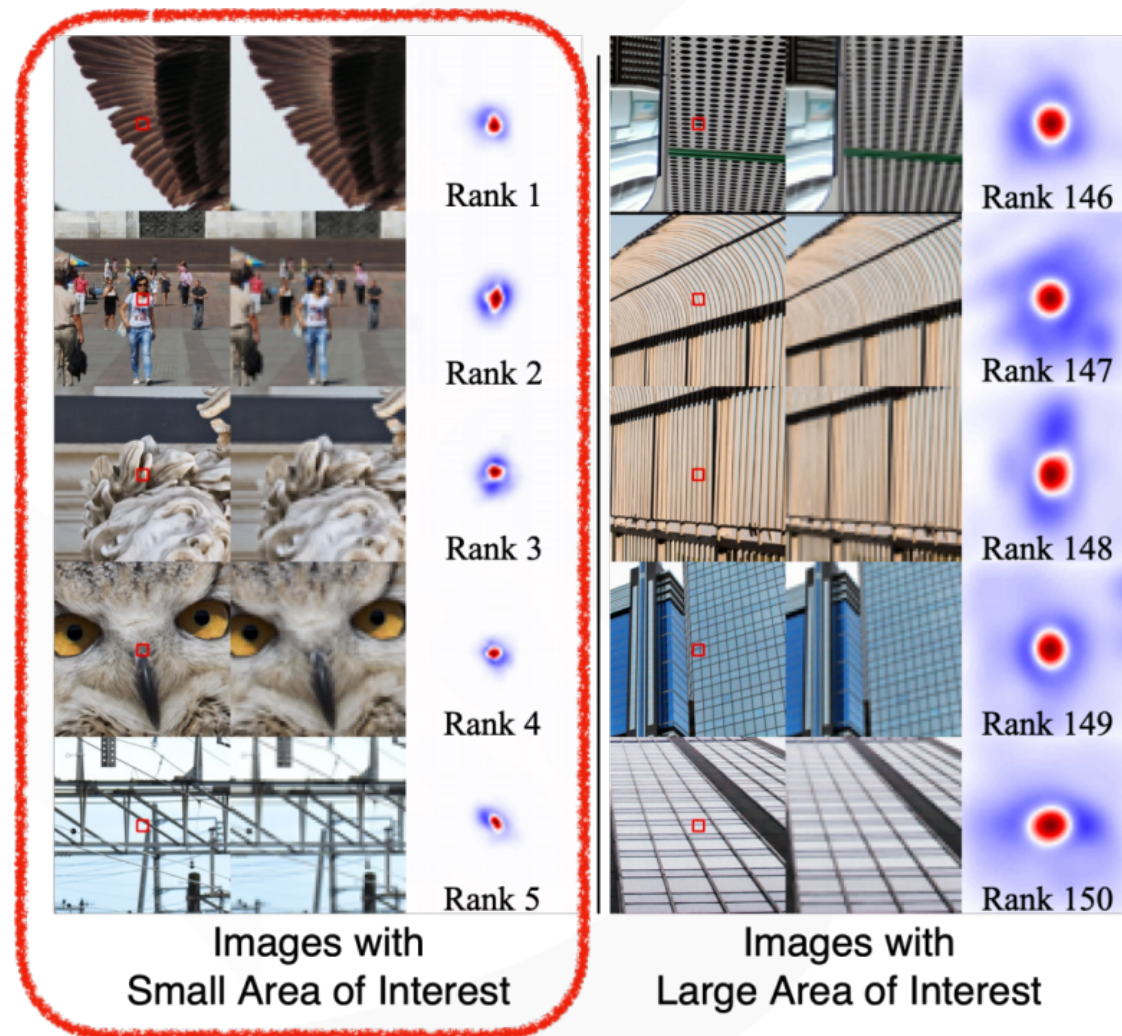 Rank 1
Rank 2
Rank 3
Rank 4
Rank 5
Images with
Small Area of Interest
Rank 146
Rank 147
Rank 148
Rank 149
Rank 150
Images with
Large Area of Interest